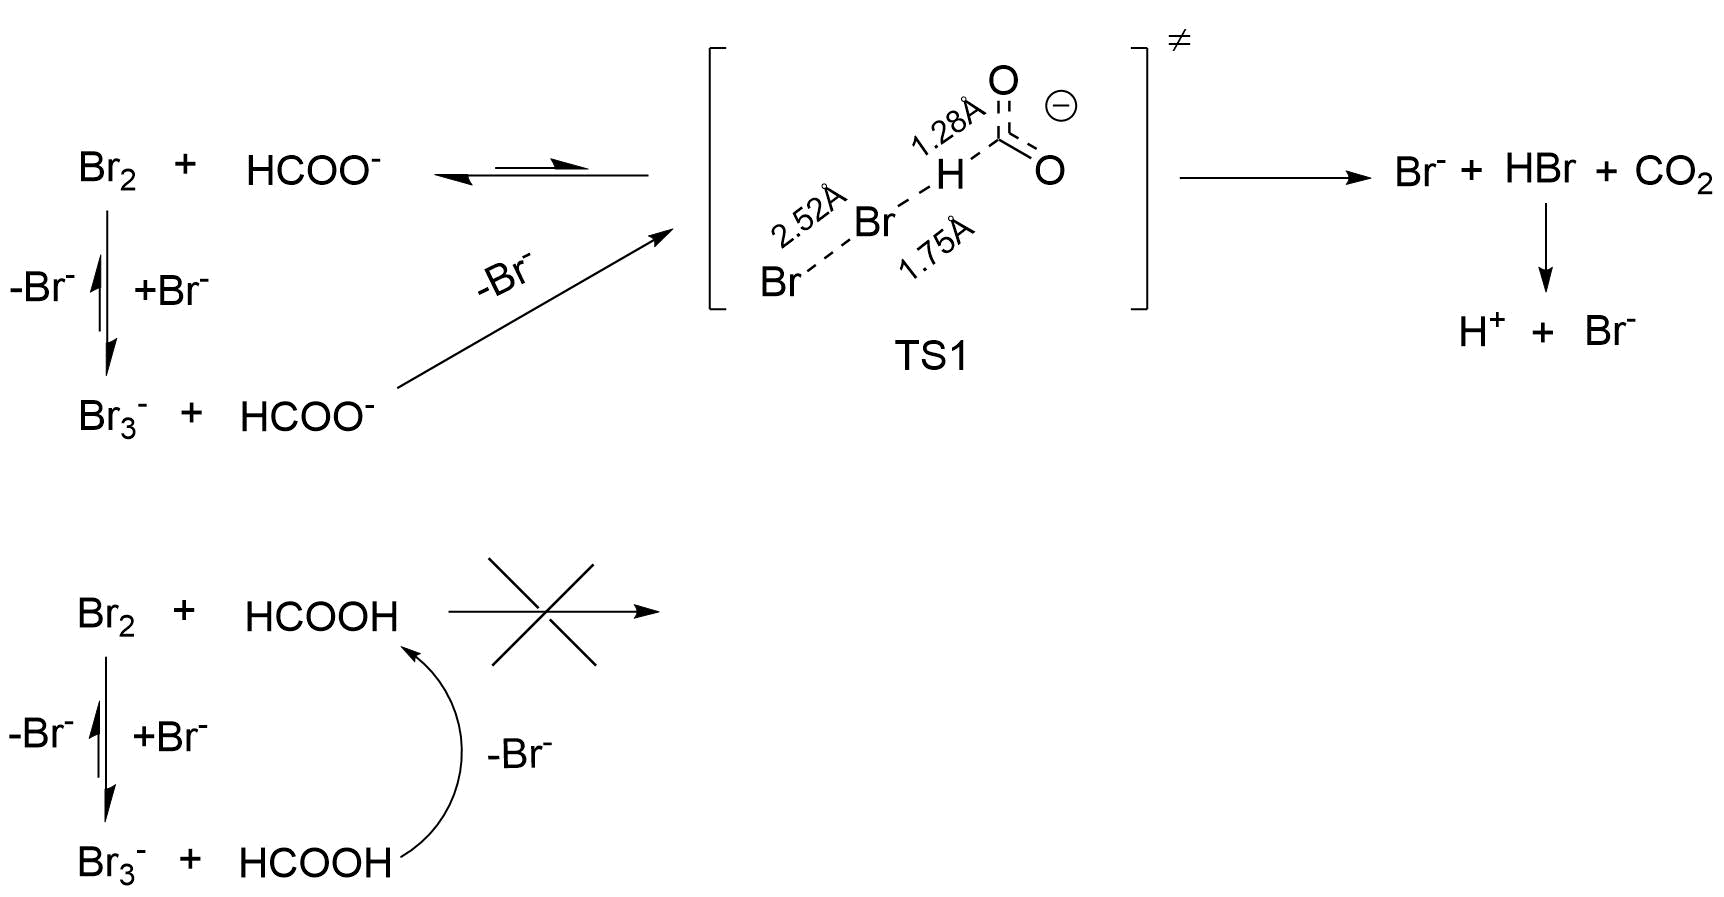 Br₂ + HCOO⁻
-Br⁻ +Br⁻
Br₃⁻ + HCOO⁻
-Br⁻
≠
O
⊖
1.28Å
H
O
2.52Å
Br
1.75Å
Br
TS1
Br⁻ + HBr + CO₂
H⁺ + Br⁻
Br₂ + HCOOH
-Br⁻ +Br⁻
-Br⁻
Br₃⁻ + HCOOH